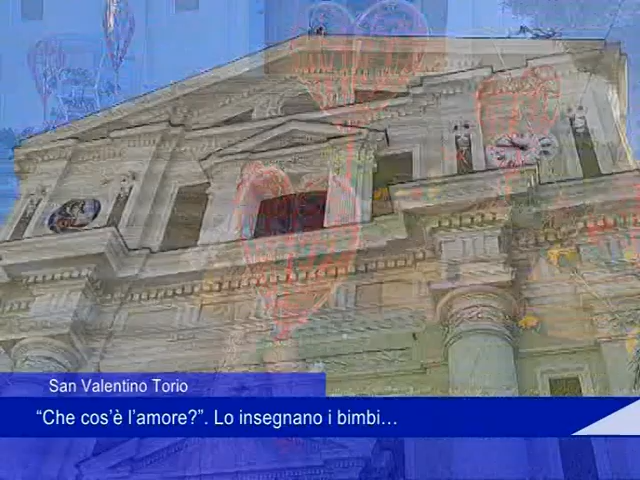 San Valentino Torio
“Che cos’è l’amore?”. Lo insegnano i bimbi…